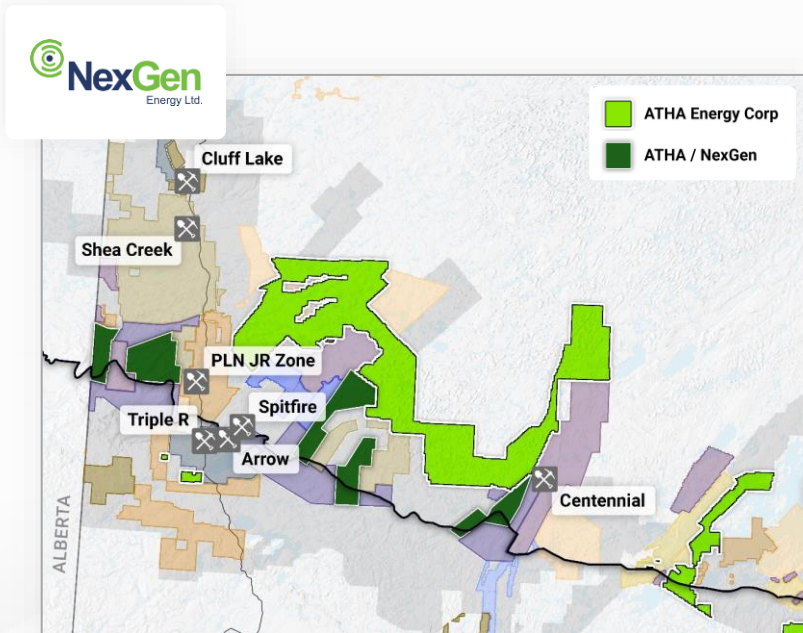 NexGen
Energy Ltd.
ATHA Energy Corp
ATHA / NexGen
Cluff Lake
Shea Creek
PLN JR Zone
Spitfire
Triple R
Arrow
Centennial
ALBERTA